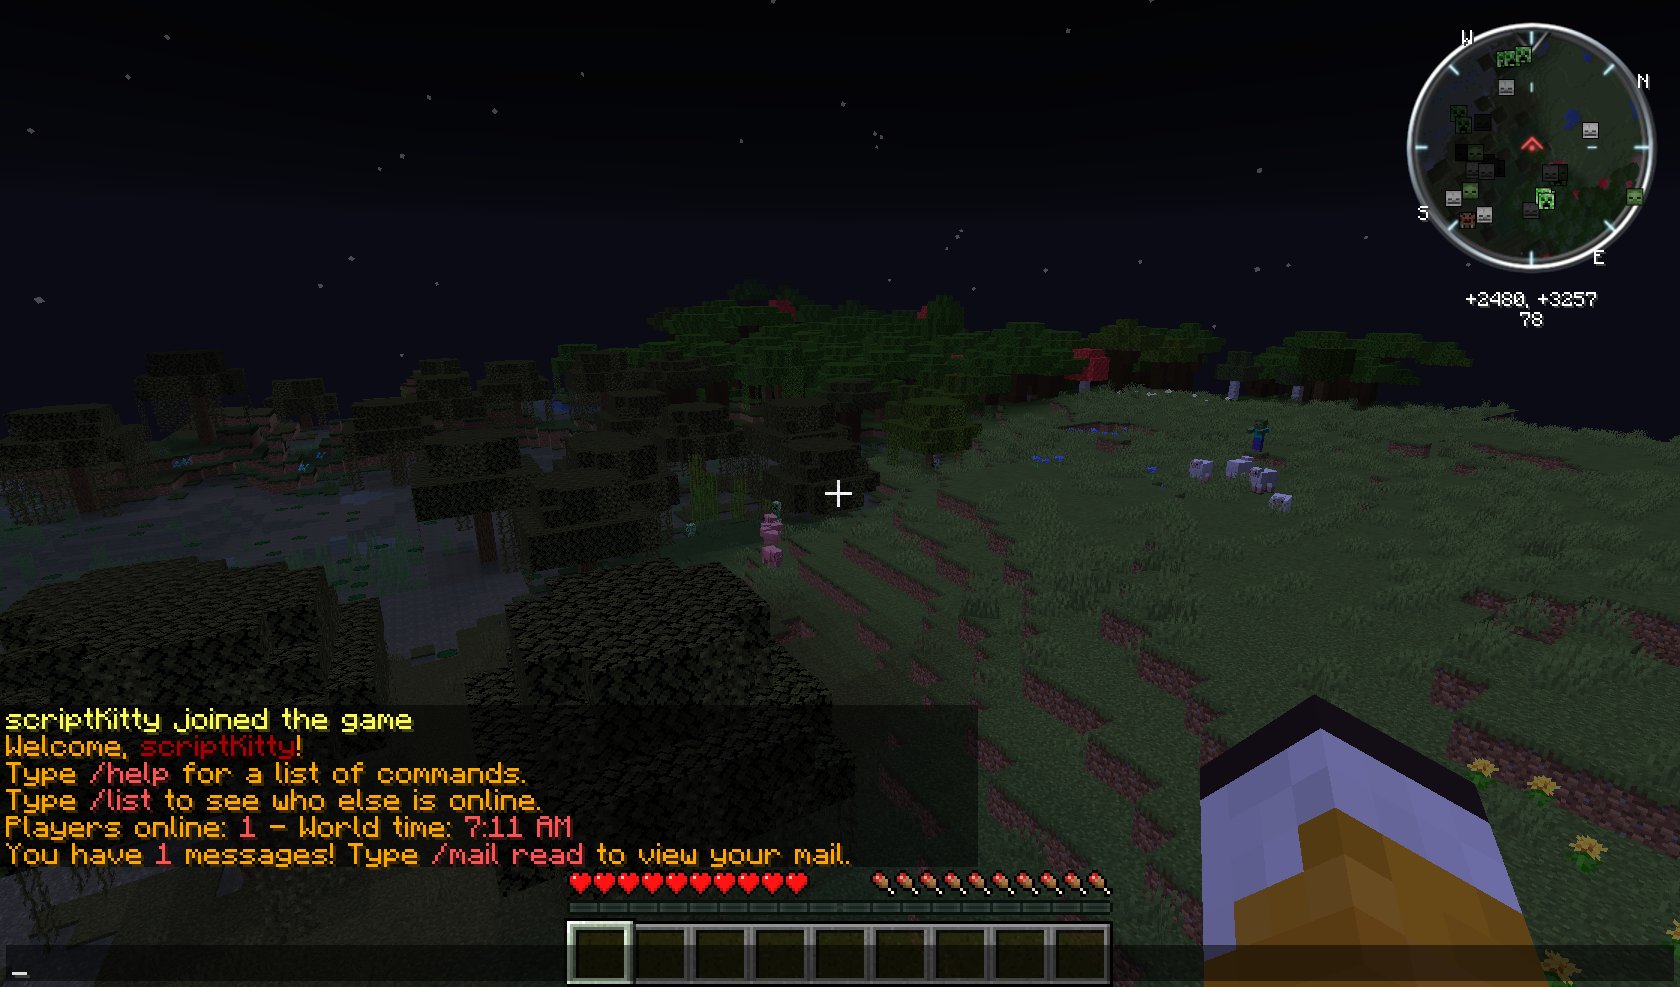 W
N
S
E
+2480, +3257
78
scriptKitty joined the game
Welcome, scriptKitty!
Type /help for a list of commands.
Type /list to see who else is online.
Players online: 1 - World time: 7:11 AM
You have 1 messages! Type /mail read to view your mail.
_